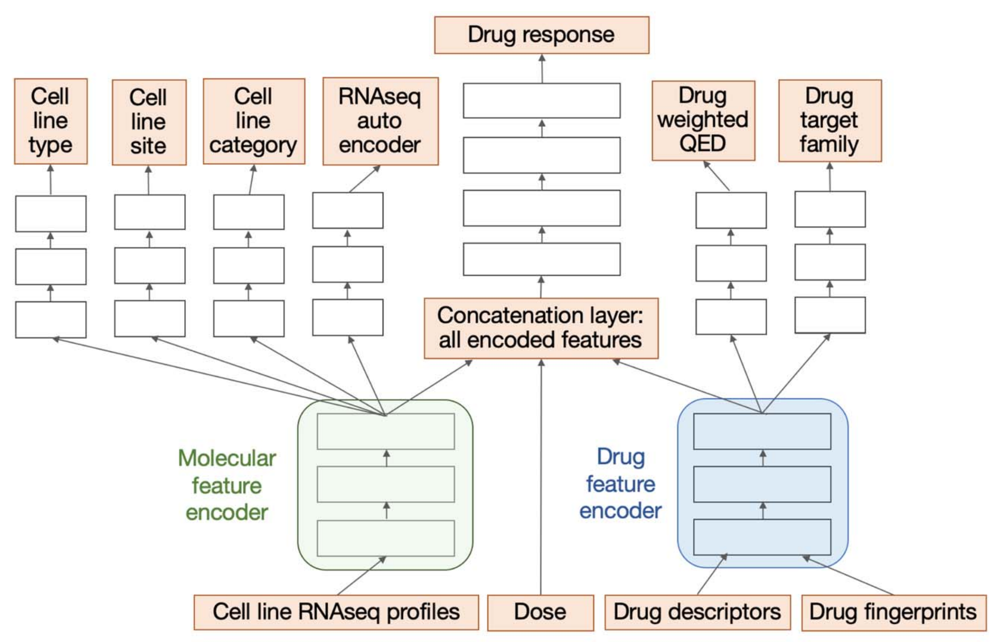 Drug response
Cell
line
type
Cell
line
site
Cell
line
category
RNAseq
auto
encoder
Drug
weighted
QED
Drug
target
family
Concatenation layer:
all encoded features
Molecular
feature
encoder
Drug
feature
encoder
Cell line RNAseq profiles
Dose
Drug descriptors
Drug fingerprints